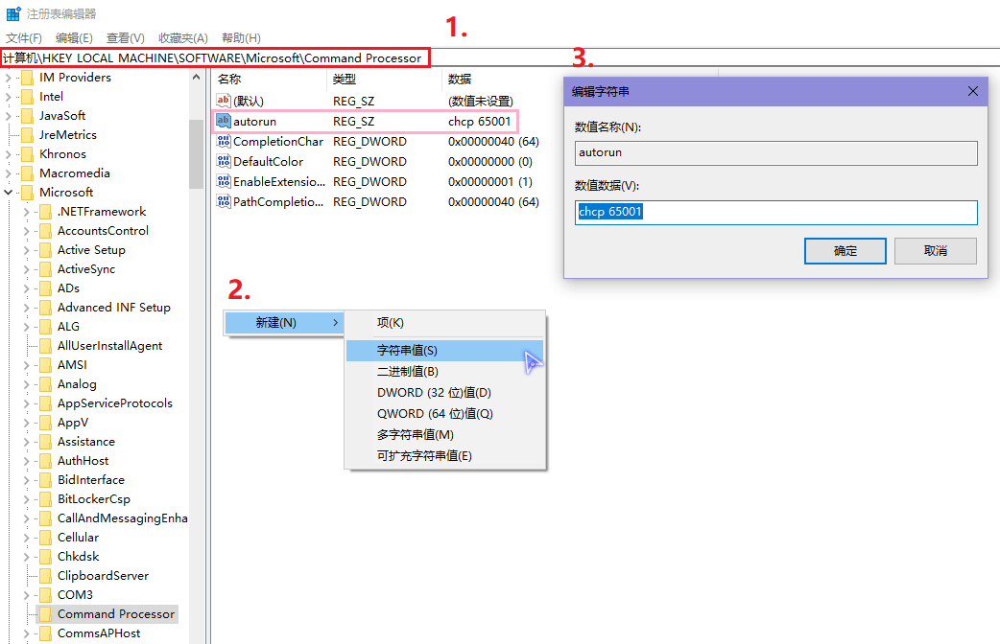 注册表编辑器
文件(F) 编辑(E) 查看(V) 收藏夹(A) 帮助(H)
1.
计算机\HKEY_LOCAL_MACHINE\SOFTWARE\Microsoft\Command Processor
IM Providers
Intel
JavaSoft
JreMetrics
Khronos
Macromedia
Microsoft
.NETFramework
AccountsControl
Active Setup
ActiveSync
ADs
Advanced INF Setup
ALG
AllUserInstallAgent
AMSI
Analog
AppServiceProtocols
AppV
Assistance
AuthHost
BidInterface
BitLockerCsp
CallAndMessagingEnha
Cellular
Chkdsk
ClipboardServer
COM3
Command Processor
CommsAPHost
名称 类型 数据
ab (默认) REG_SZ (数值未设置)
ab autorun REG_SZ chcp 65001
CompletionChar REG_DWORD 0x00000040 (64)
DefaultColor REG_DWORD 0x00000000 (0)
EnableExtensio... REG_DWORD 0x00000001 (1)
PathCompletio... REG_DWORD 0x00000040 (64)
2.
新建(N)
项(K)
字符串值(S)
二进制值(B)
DWORD (32 位)值(D)
QWORD (64 位)值(Q)
多字符串值(M)
可扩充字符串值(E)
3.
编辑字符串
数值名称(N):
autorun
数值数据(V):
chcp 65001
确定 取消